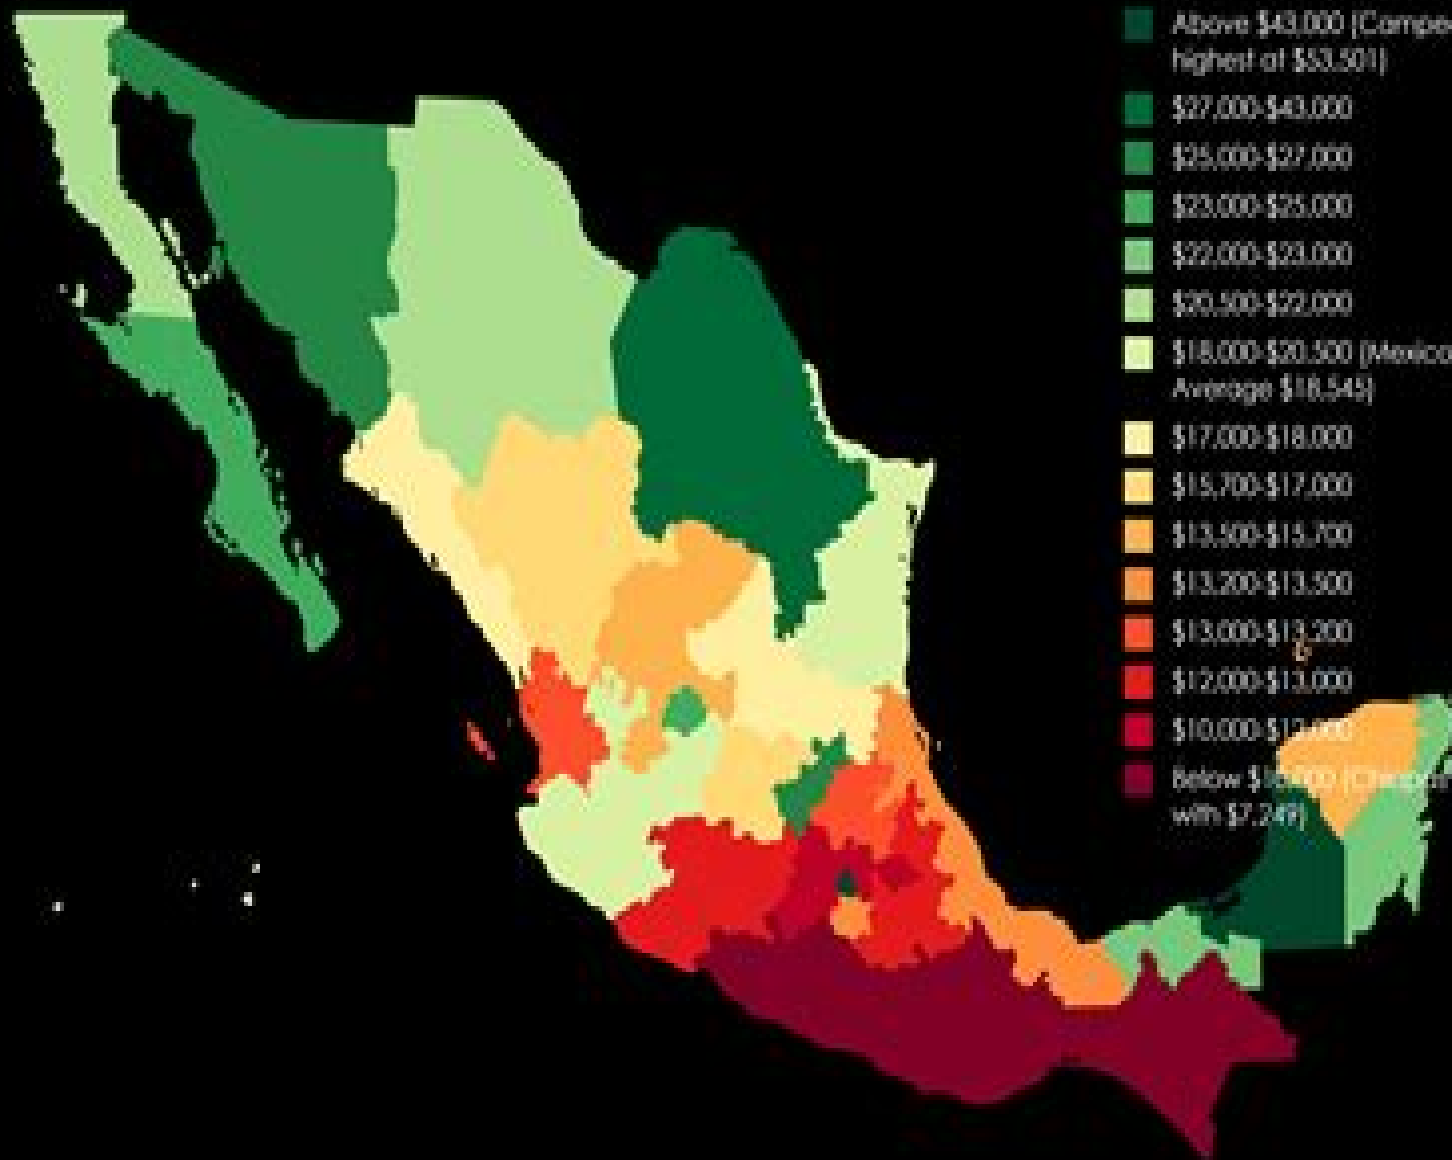 Above $43,000 (Campe
highest at $53,501)
$27,000-$43,000
$25,000-$27,000
$23,000-$25,000
$22,000-$23,000
$20,500-$22,000
$18,000-$20,500 (Mexico
Average $18,545)
$17,000-$18,000
$15,700-$17,000
$13,500-$15,700
$13,200-$13,500
$13,000-$13,200
$12,000-$13,000
$10,000-$12,000
Below $10,000 (Chiapas
with $7,249)